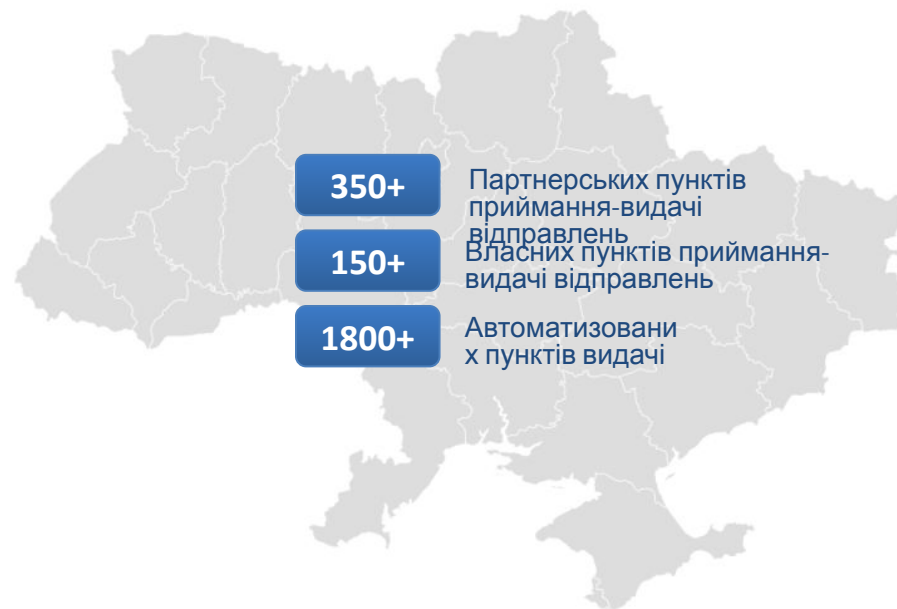 350+
Партнерських пунктів
приймання-видачі
відправлень
150+
Власних пунктів приймання-
видачі відправлень
1800+
Автоматизовани
х пунктів видачі